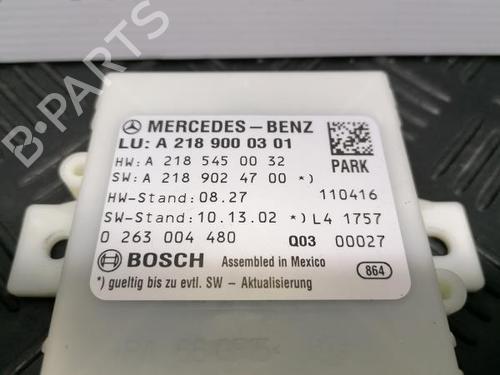 B-PARTS
MERCEDES-BENZ
LU: A 218 900 03 01
HW: A 218 545 00 32 PARK
SW: A 218 902 47 00 *)
HW-Stand: 08.27 110416
SW-Stand: 10.13.02 *) L4 1757
0 263 004 480 Q03 00027
BOSCH Assembled in Mexico 864
*) gueltig bis zu evtl. SW - Aktualisierung